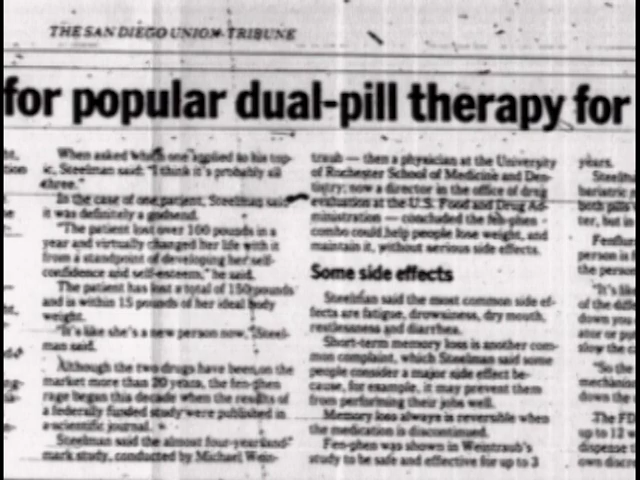 THE SAN DIEGO UNION-TRIBUNE
for popular dual-pill therapy for
When asked which one applied to his top-
ic, Steelman said: "I think it's probably all
three."
In the case of one patient, Steelman said
it was definitely a godsend.
"The patient lost over 100 pounds in a
year and virtually changed her life with it
from a standpoint of developing her self-
confidence and self-esteem," he said.
The patient has lost a total of 150 pounds
and is within 15 pounds of her ideal body
weight.
"It's like she's a new person now," Steel-
man said.
Although the two drugs have been on the
market more than 20 years, the fen-phen
rage began this decade when the results of
a federally funded study were published in
a scientific journal.
Steelman said the almost four-year land-
mark study, conducted by Michael Wein-
traub — then a physician at the University
of Rochester School of Medicine and Den-
tistry; now a director in the office of drug
evaluation at the U.S. Food and Drug Ad-
ministration — concluded the fen-phen
combo could help people lose weight, and
maintain it, without serious side effects.
Some side effects
Steelman said the most common side ef-
fects are fatigue, drowsiness, dry mouth,
restlessness and diarrhea.
Short-term memory loss is another com-
mon complaint, which Steelman said some
people consider a major side effect be-
cause, for example, it may prevent them
from performing their jobs well.
Memory loss always is reversible when
the medication is discontinued.
Fen-phen was shown in Weintraub's
study to be safe and effective for up to 3
years.
bariatric
both pills
ter, but
person is
the person
"It's like
of the
down you
ator or
slow the
"So the
down the
The FD
up to 12
dispense
own